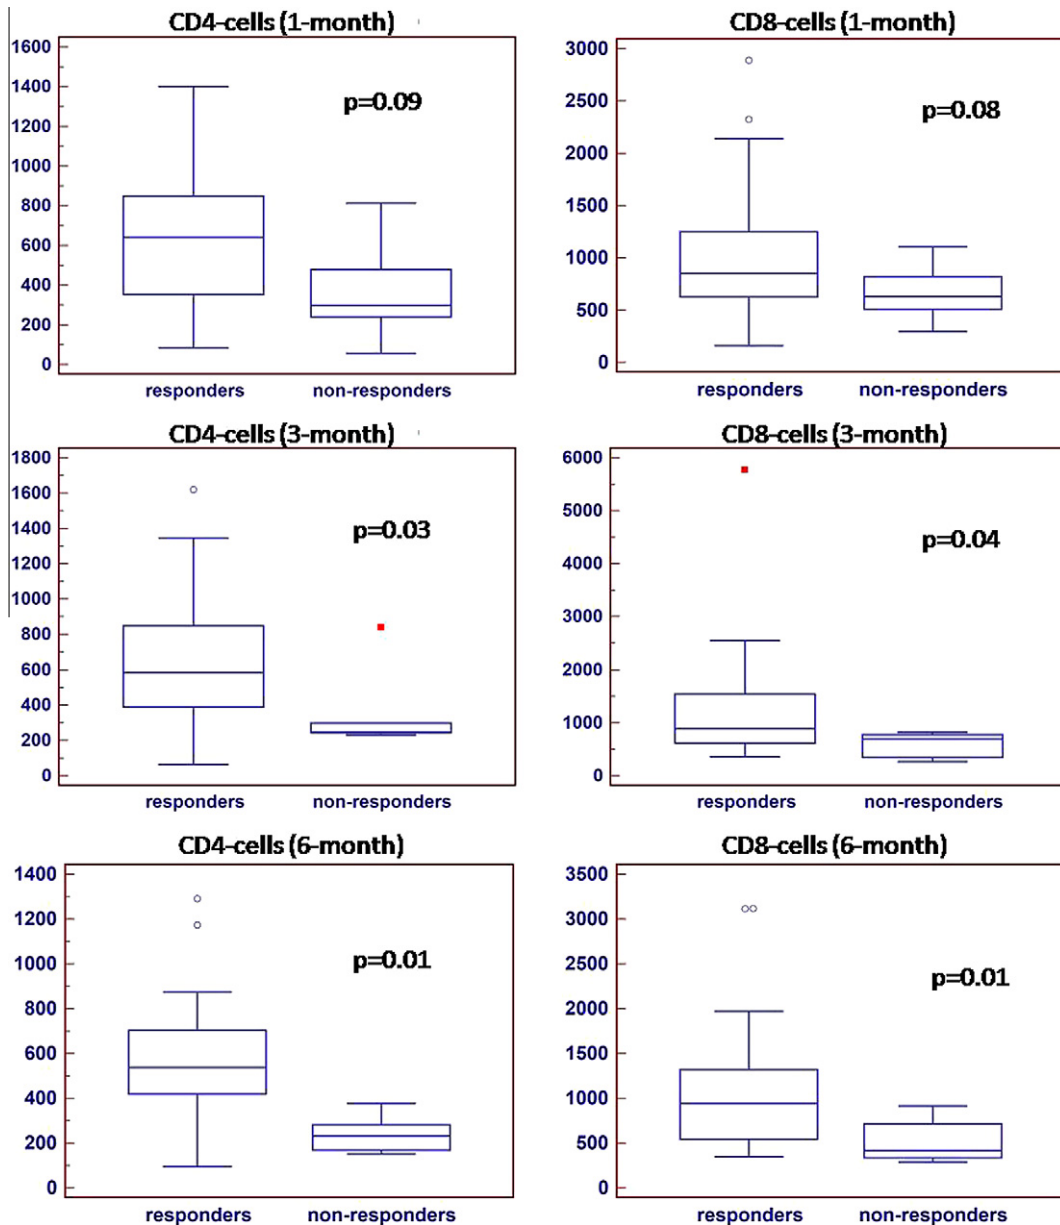 CD4-cells (1-month)
1600
1400
1200
1000
800
600
400
200
0
p=0.09
responders non-responders
CD8-cells (1-month)
3000
2500
2000
1500
1000
500
0
p=0.08
responders non-responders
CD4-cells (3-month)
1800
1600
1400
1200
1000
800
600
400
200
0
p=0.03
responders non-responders
CD8-cells (3-month)
6000
5000
4000
3000
2000
1000
0
p=0.04
responders non-responders
CD4-cells (6-month)
1400
1200
1000
800
600
400
200
0
p=0.01
responders non-responders
CD8-cells (6-month)
3500
3000
2500
2000
1500
1000
500
0
p=0.01
responders non-responders